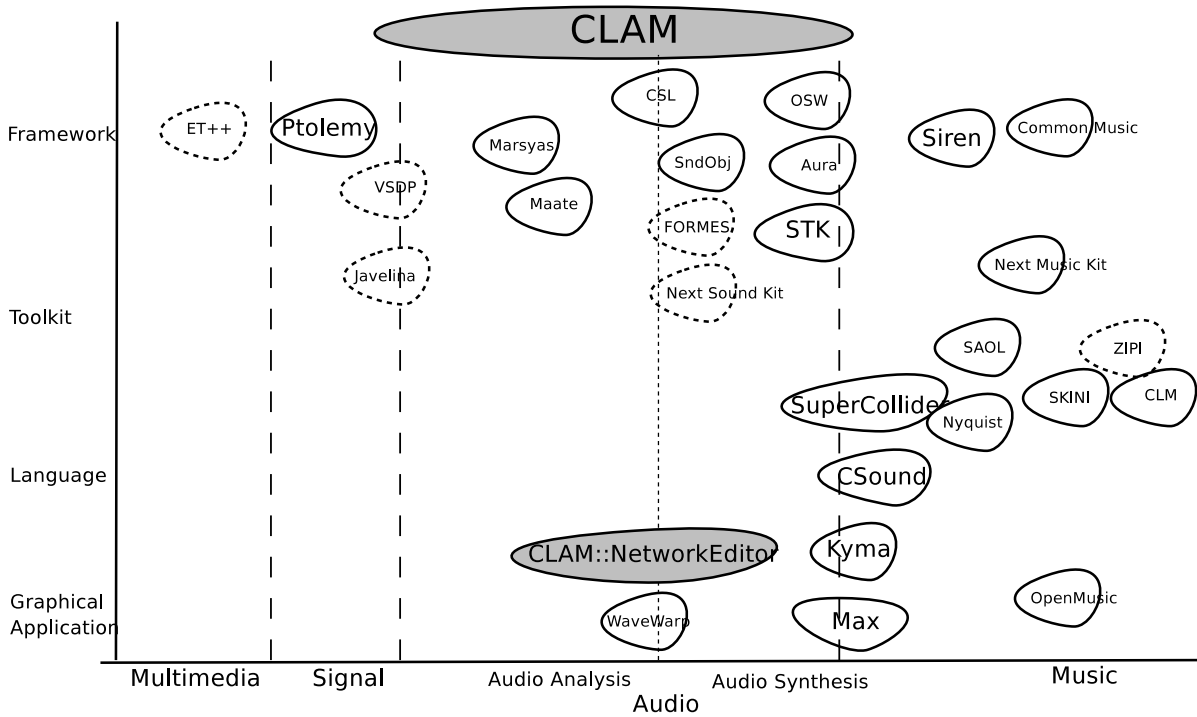 CLAM
CSL
OSW
Framework
ET++
Ptolemy
Marsyas
Siren
Common Music
SndObj
Aura
VSDP
Maate
FORMES
STK
Javelina
Next Music Kit
Next Sound Kit
Toolkit
SAOL
ZIPI
SuperCollider
SKINI
CLM
Nyquist
Language
CSound
CLAM::NetworkEditor
Kyma
Graphical
Application
OpenMusic
WaveWarp
Max
Multimedia
Signal
Audio Analysis
Audio Synthesis
Music
Audio